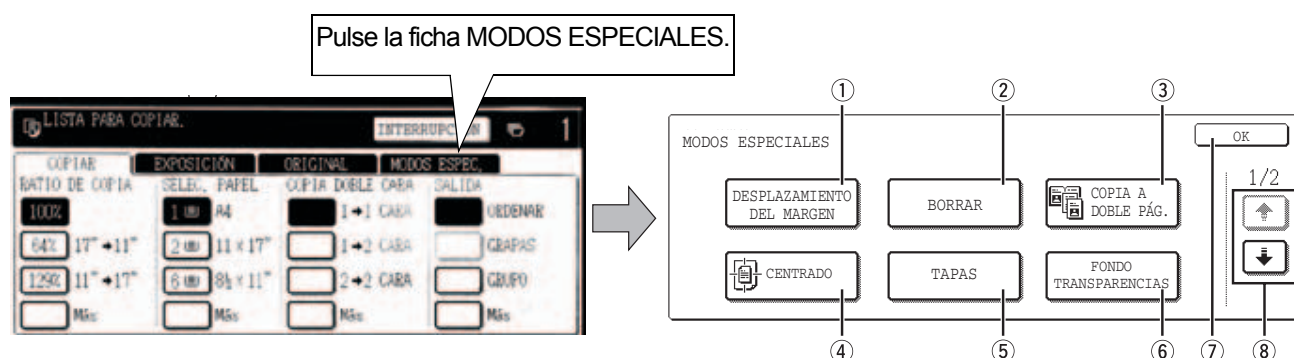 Pulse la ficha MODOS ESPECIALES.
LISTA PARA COPIAR.
INTERRUPCIÓN
1
COPIAR
EXPOSICIÓN
ORIGINAL
MODOS ESPEC.
RATIO DE COPIA
SELEC. PAPEL
COPIA DOBLE CARA
SALIDA
100%
1 A4
1→1 CARA
ORDENAR
64% 17"→11"
2 11 x 17"
1→2 CARA
GRAPAS
129% 11"→17"
6 8½ x 11"
2→2 CARA
GRUPO
Más
Más
Más
Más
① ② ③
MODOS ESPECIALES
OK
1/2
DESPLAZAMIENTO
DEL MARGEN
BORRAR
COPIA A
DOBLE PÁG.
CENTRADO
TAPAS
FONDO
TRANSPARENCIAS
④ ⑤ ⑥ ⑦ ⑧